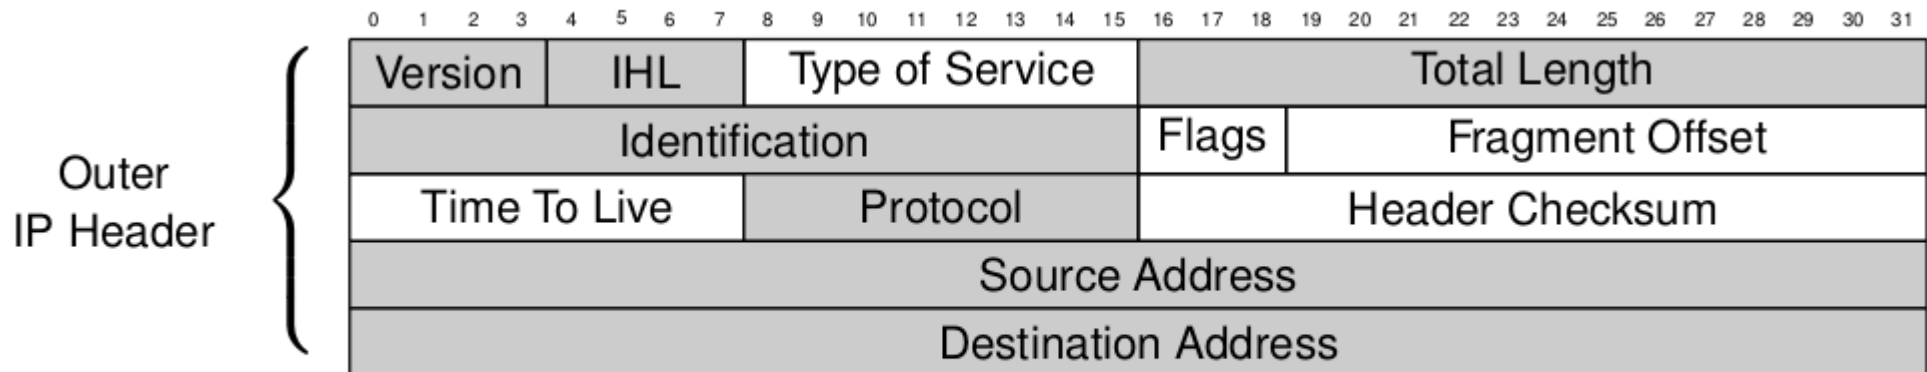 0 1 2 3 4 5 6 7 8 9 10 11 12 13 14 15 16 17 18 19 20 21 22 23 24 25 26 27 28 29 30 31
Version IHL Type of Service Total Length
Identification Flags Fragment Offset
Outer
IP Header
Time To Live Protocol Header Checksum
Source Address
Destination Address